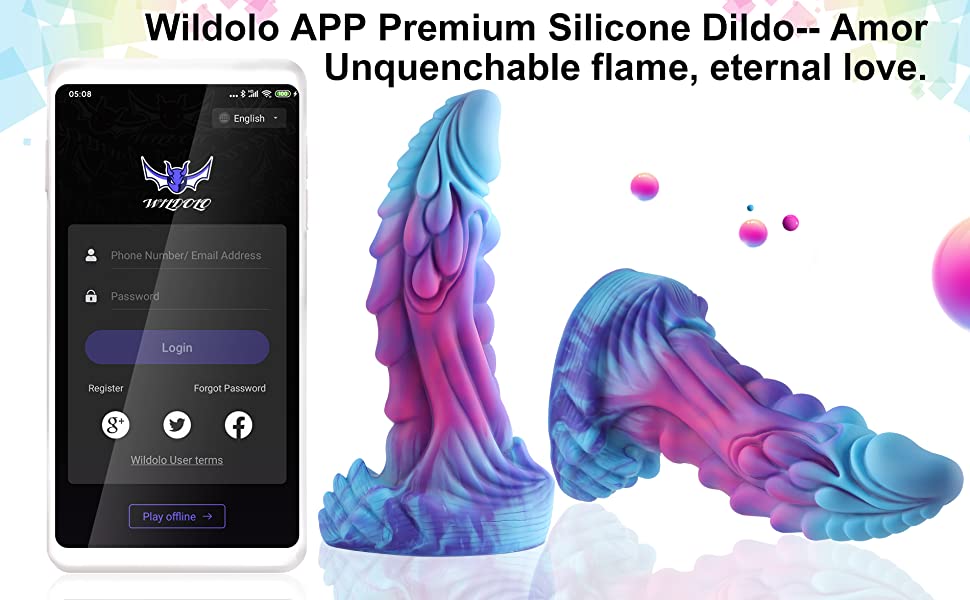 Wildolo APP Premium Silicone Dildo-- Amor
Unquenchable flame, eternal love.
05:08
English
WILDOLO
Phone Number/ Email Address
Password
Login
Register
Forgot Password
g+
f
Wildolo User terms
Play offline →